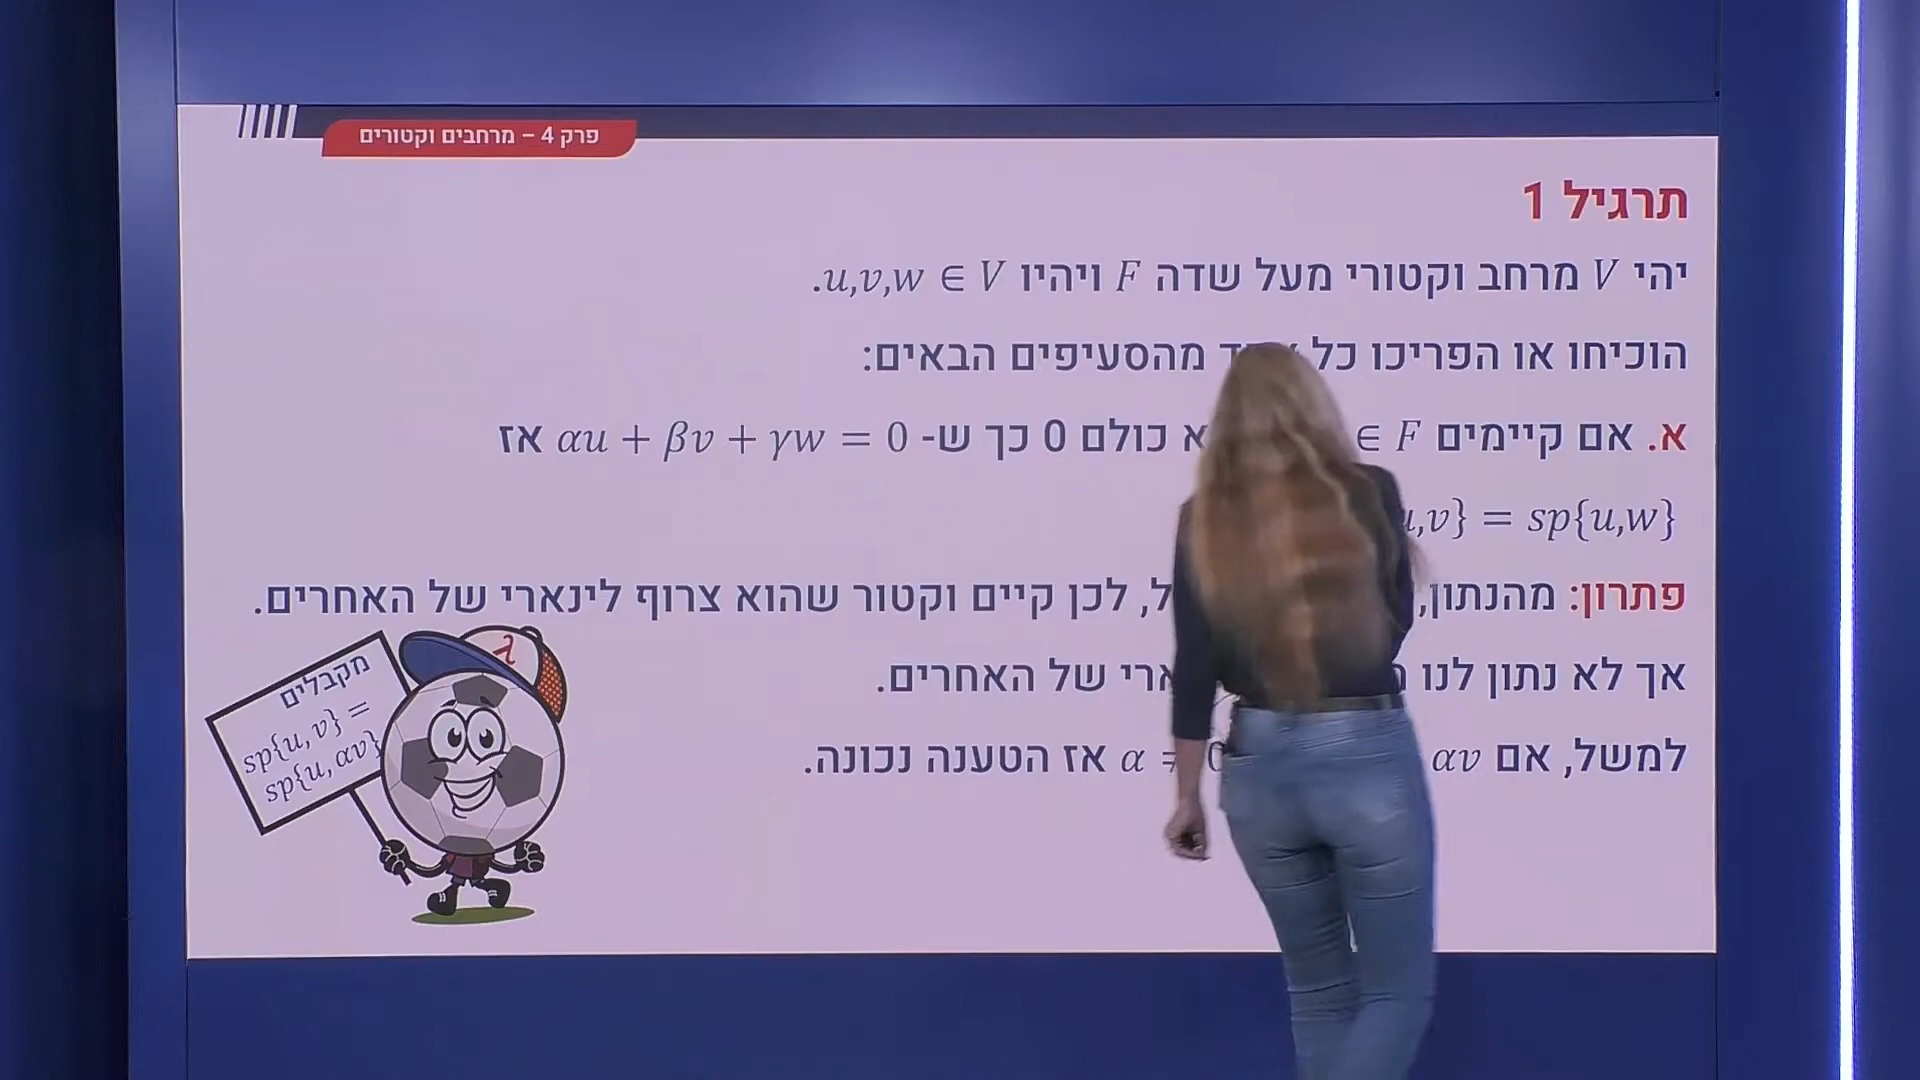 פרק 4 – מרחבים וקטורים
תרגיל 1
יהי V מרחב וקטורי מעל שדה F ויהיו u,v,w ∈ V.
הוכיחו או הפריכו כל מהסעיפים הבאים:
א. אם קיימים ∈ F כולם 0 כך ש- αu + βv + γw = 0 אז
u,v} = sp{u,w}
פתרון: מהנתון, לכן קיים וקטור שהוא צרוף לינארי של האחרים.
אך לא נתון לנו של האחרים.
למשל, אם αv α ≠ 0 אז הטענה נכונה.
λ
מקבלים
sp{u, v} =
sp{u, αv}